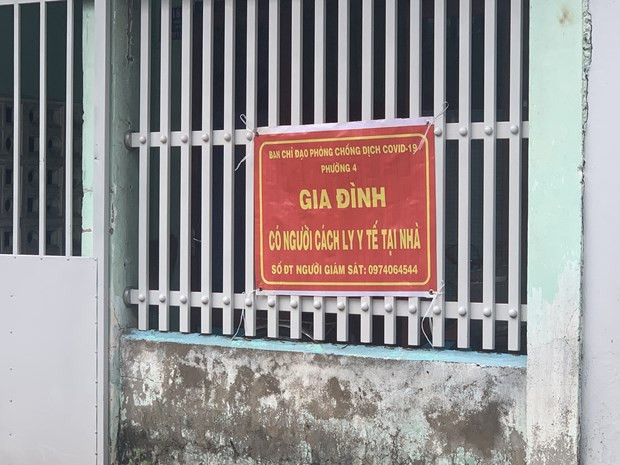 BAN CHỈ ĐẠO PHÒNG CHỐNG DỊCH COVID-19
PHƯỜNG 4
GIA ĐÌNH
CÓ NGƯỜI CÁCH LY Y TẾ TẠI NHÀ
SỐ ĐT NGƯỜI GIÁM SÁT: 0974064544